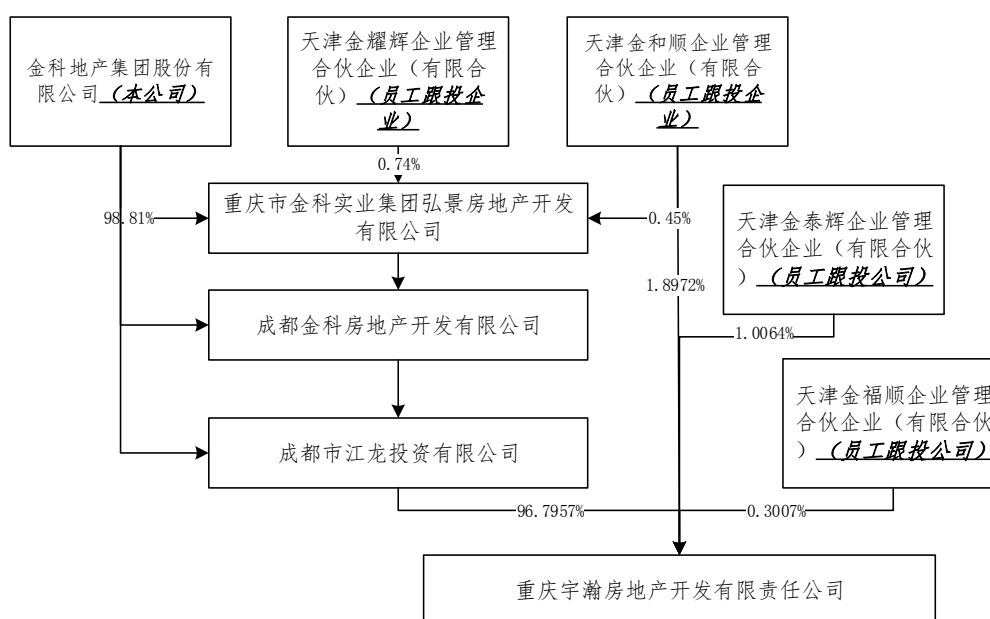 金科地产集团股份有
限公司（本公司）
天津金耀辉企业管理
合伙企业（有限合
伙）（员工跟投企
业）
天津金和顺企业管理
合伙企业（有限合
伙）（员工跟投企
业）
0.74%
重庆市金科实业集团弘景房地产开发
有限公司
98.81%
0.45%
天津金泰辉企业管理
合伙企业（有限合伙
）（员工跟投公司）
1.8972%
成都金科房地产开发有限公司
1.0064%
天津金福顺企业管理
合伙企业（有限合伙
）（员工跟投公司）
成都市江龙投资有限公司
96.7957%
0.3007%
重庆宇瀚房地产开发有限责任公司